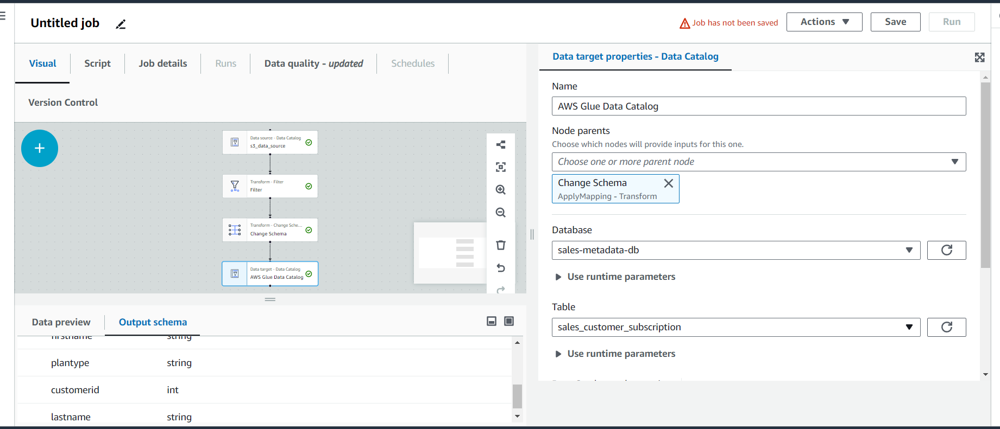 Untitled job
Job has not been saved
Actions
Save
Run
Visual
Script
Job details
Runs
Data quality - updated
Schedules
Version Control
Data source - Data Catalog
s3_data_source
Transform - Filter
Filter
Transform - Change Sche...
Change Schema
Data target - Data Catalog
AWS Glue Data Catalog
Data preview
Output schema
firstname string
plantype string
customerid int
lastname string
Data target properties - Data Catalog
Name
AWS Glue Data Catalog
Node parents
Choose which nodes will provide inputs for this one.
Choose one or more parent node
Change Schema
ApplyMapping - Transform
Database
sales-metadata-db
Use runtime parameters
Table
sales_customer_subscription
Use runtime parameters